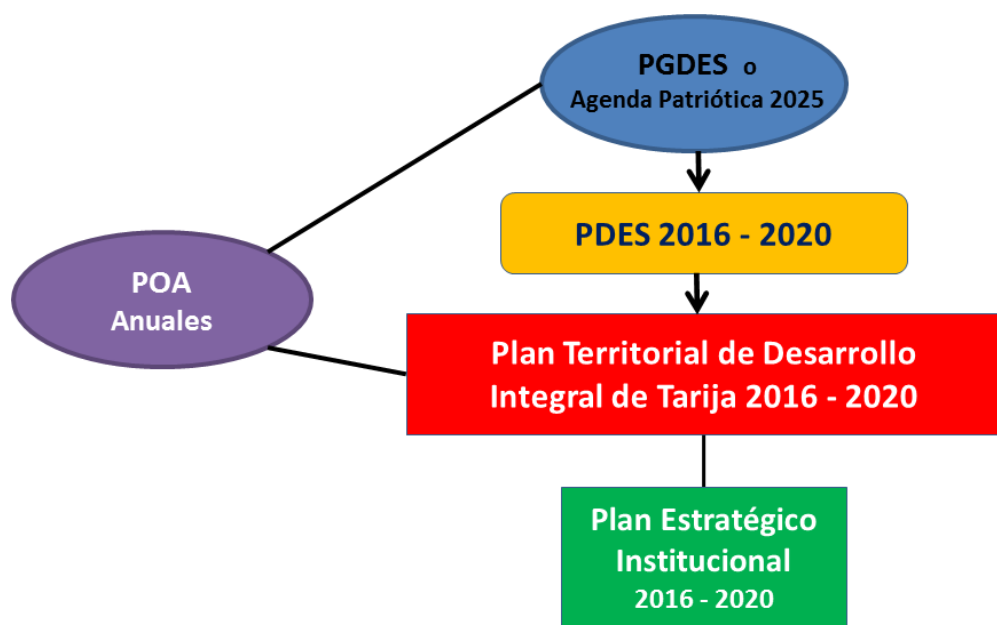 PGDES o
Agenda Patriótica 2025
PDES 2016 - 2020
POA
Anuales
Plan Territorial de Desarrollo
Integral de Tarija 2016 - 2020
Plan Estratégico
Institucional
2016 - 2020